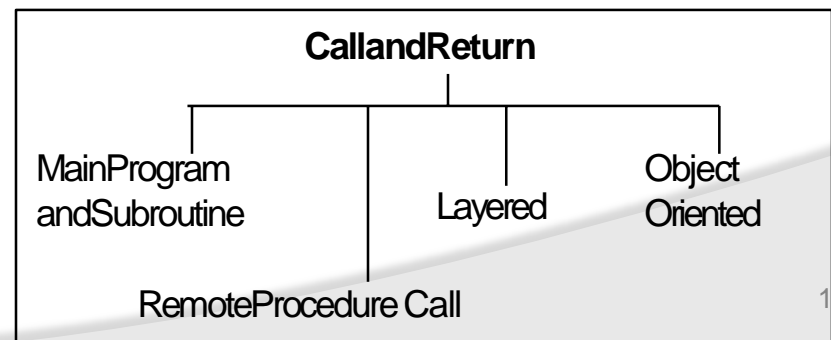 CallandReturn
MainProgram
andSubroutine
Layered
Object
Oriented
RemoteProcedure Call
1